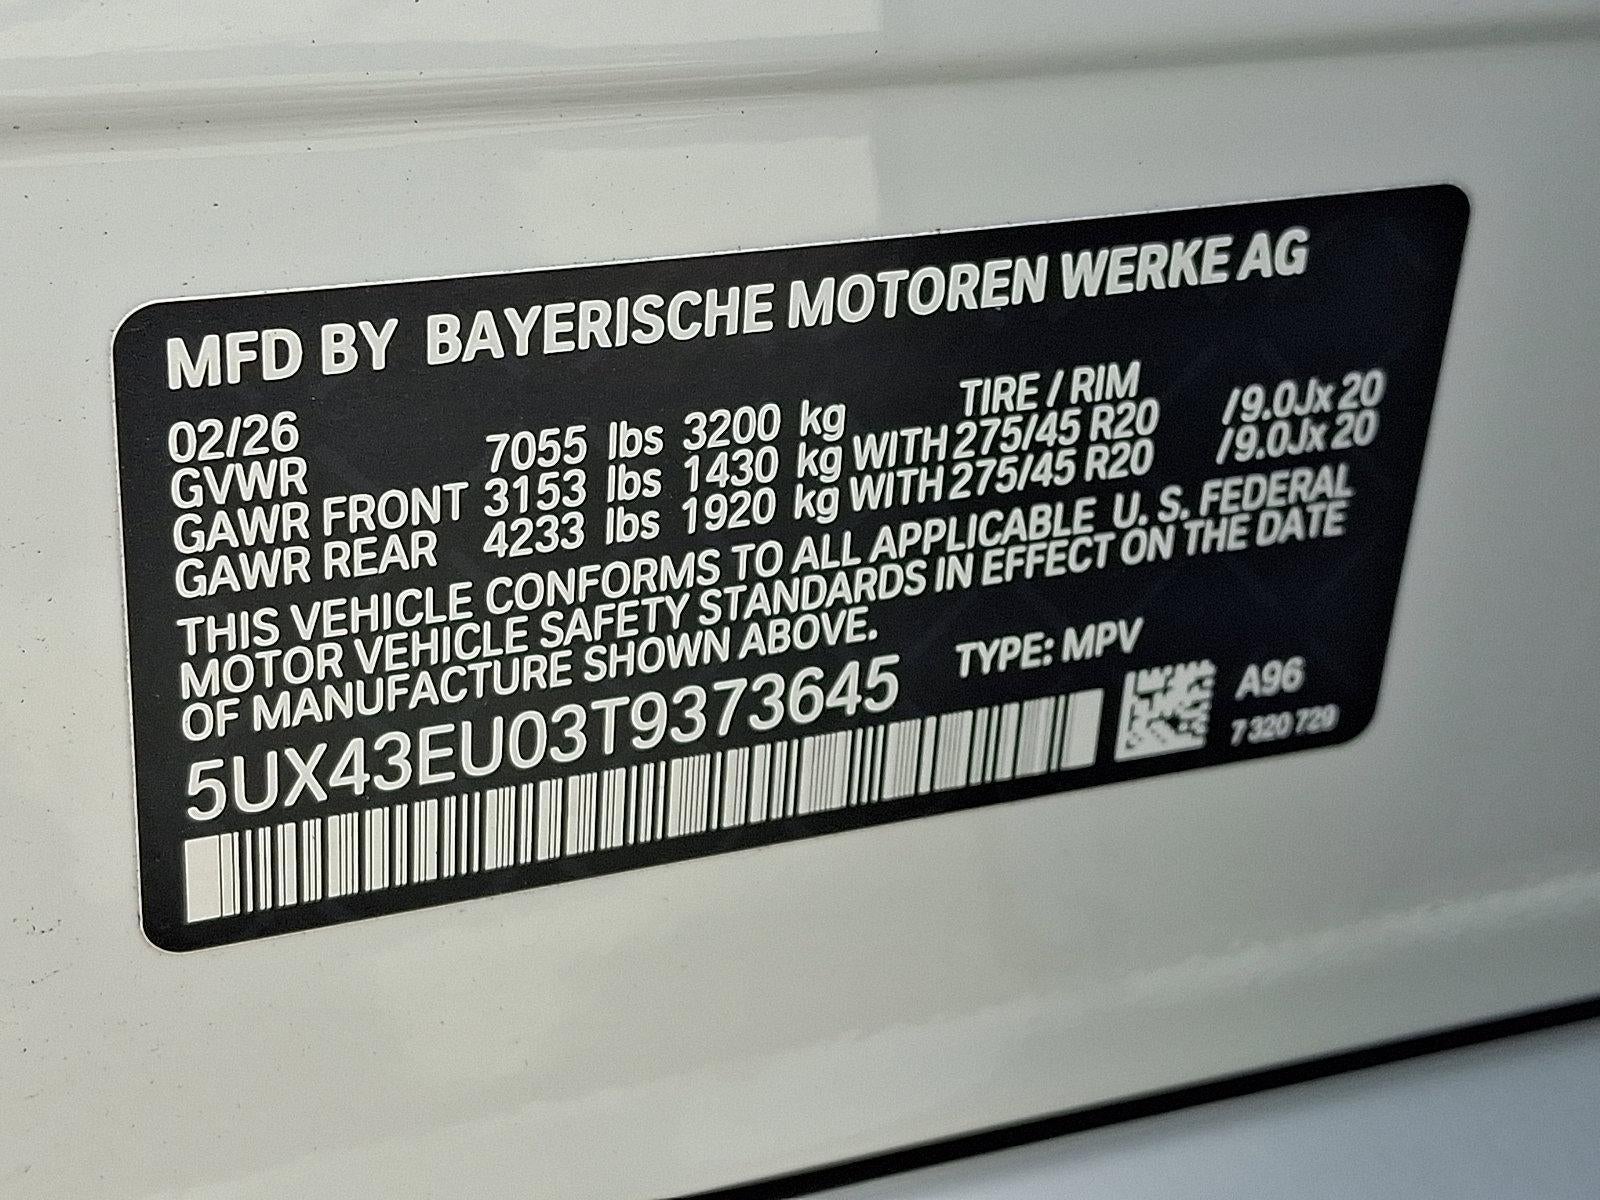 MFD BY BAYERISCHE MOTOREN WERKE AG
02/26 TIRE / RIM
GVWR 7055 lbs 3200 kg
GAWR FRONT 3153 lbs 1430 kg WITH 275/45 R20 /9.0Jx 20
GAWR REAR 4233 lbs 1920 kg WITH 275/45 R20 /9.0Jx 20
THIS VEHICLE CONFORMS TO ALL APPLICABLE U. S. FEDERAL
MOTOR VEHICLE SAFETY STANDARDS IN EFFECT ON THE DATE
OF MANUFACTURE SHOWN ABOVE.
5UX43EU03T9373645 TYPE: MPV
A96
7 320 729